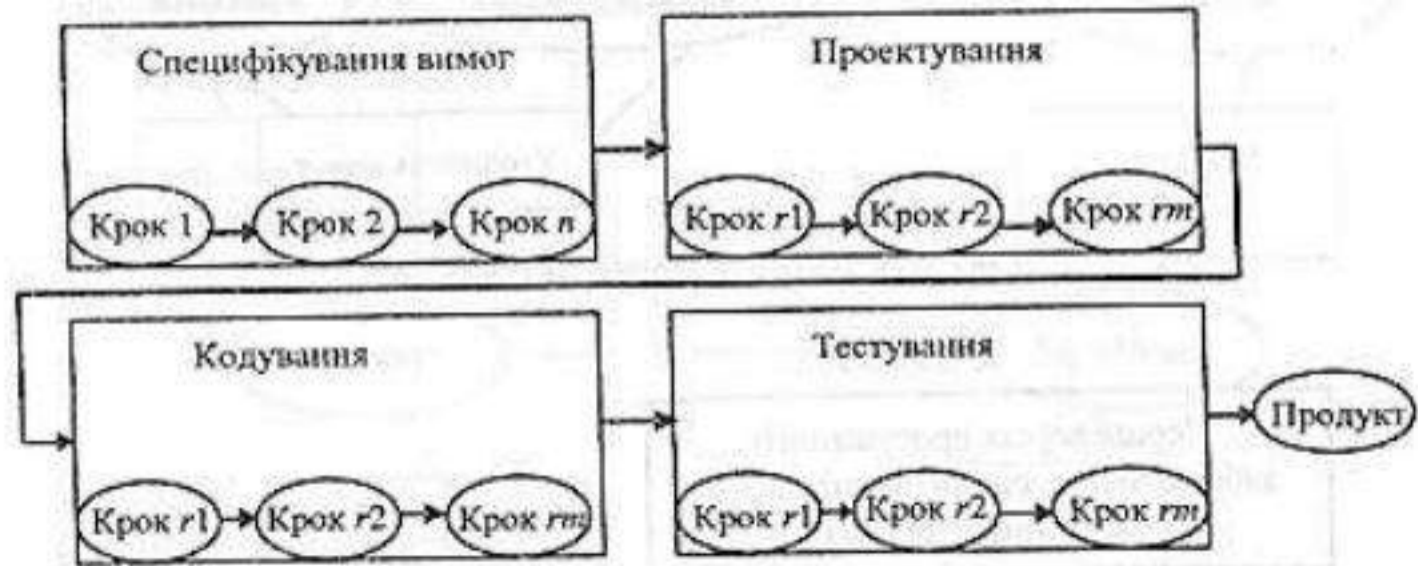 Специфікування вимог
Крок 1
Крок 2
Крок n
Проектування
Крок r1
Крок r2
Крок rm
Кодування
Крок r1
Крок r2
Крок rm
Тестування
Крок r1
Крок r2
Крок rm
Продукт